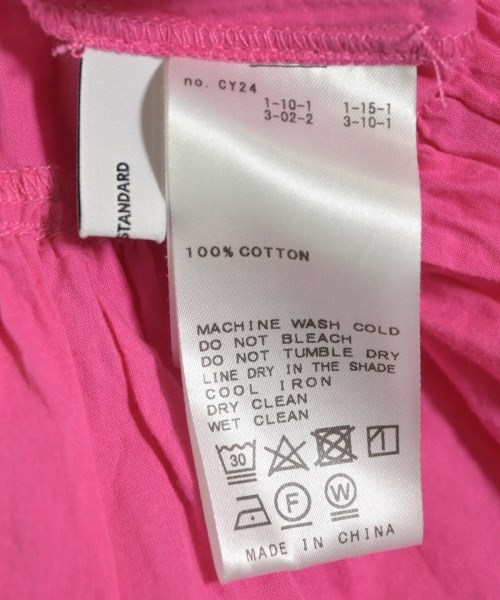 no. CY24
1-10-1 1-15-1
3-02-2 3-10-1
STANDARD
100% COTTON
MACHINE WASH COLD
DO NOT BLEACH
DO NOT TUMBLE DRY
LINE DRY IN THE SHADE
COOL IRON
DRY CLEAN
WET CLEAN
30
F W
MADE IN CHINA